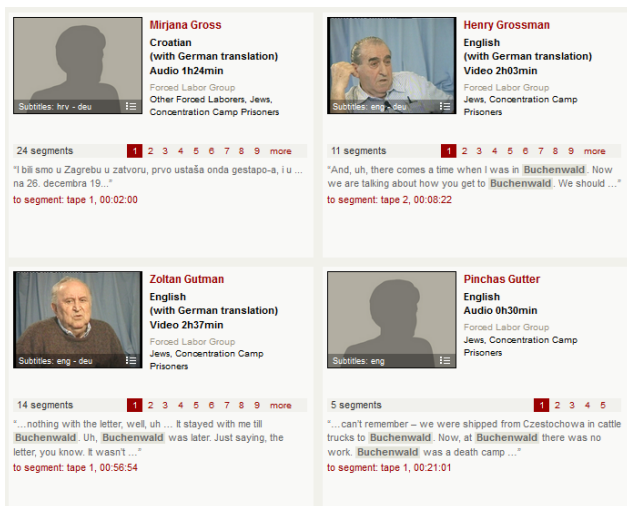 Mirjana Gross
Croatian
(with German translation)
Audio 1h24min
Forced Labor Group
Other Forced Laborers, Jews,
Concentration Camp Prisoners
Subtitles: hrv - deu
24 segments 1 2 3 4 5 6 7 8 9 more
"I bili smo u Zagrebu u zatvoru, prvo ustaša onda gestapo-a, i u ...
na 26. decembra 19..."
to segment: tape 1, 00:02:00
Henry Grossman
English
(with German translation)
Video 2h03min
Forced Labor Group
Jews, Concentration Camp
Prisoners
Subtitles: eng - deu
11 segments 1 2 3 4 5 6 7 8 9 more
"And, uh, there comes a time when I was in Buchenwald. Now
we are talking about how you get to Buchenwald. We should ..."
to segment: tape 2, 00:08:22
Zoltan Gutman
English
(with German translation)
Video 2h37min
Forced Labor Group
Jews, Concentration Camp
Prisoners
Subtitles: eng - deu
14 segments 1 2 3 4 5 6 7 8 9 more
"...nothing with the letter, well, uh ... It stayed with me till
Buchenwald. Uh, Buchenwald was later. Just saying, the
letter, you know. It wasn't ..."
to segment: tape 1, 00:56:54
Pinchas Gutter
English
Audio 0h30min
Forced Labor Group
Jews, Concentration Camp
Prisoners
Subtitles: eng
5 segments 1 2 3 4 5
"...can't remember – we were shipped from Czestochowa in cattle
trucks to Buchenwald. Now, at Buchenwald there was no
work. Buchenwald was a death camp ..."
to segment: tape 1, 00:21:01